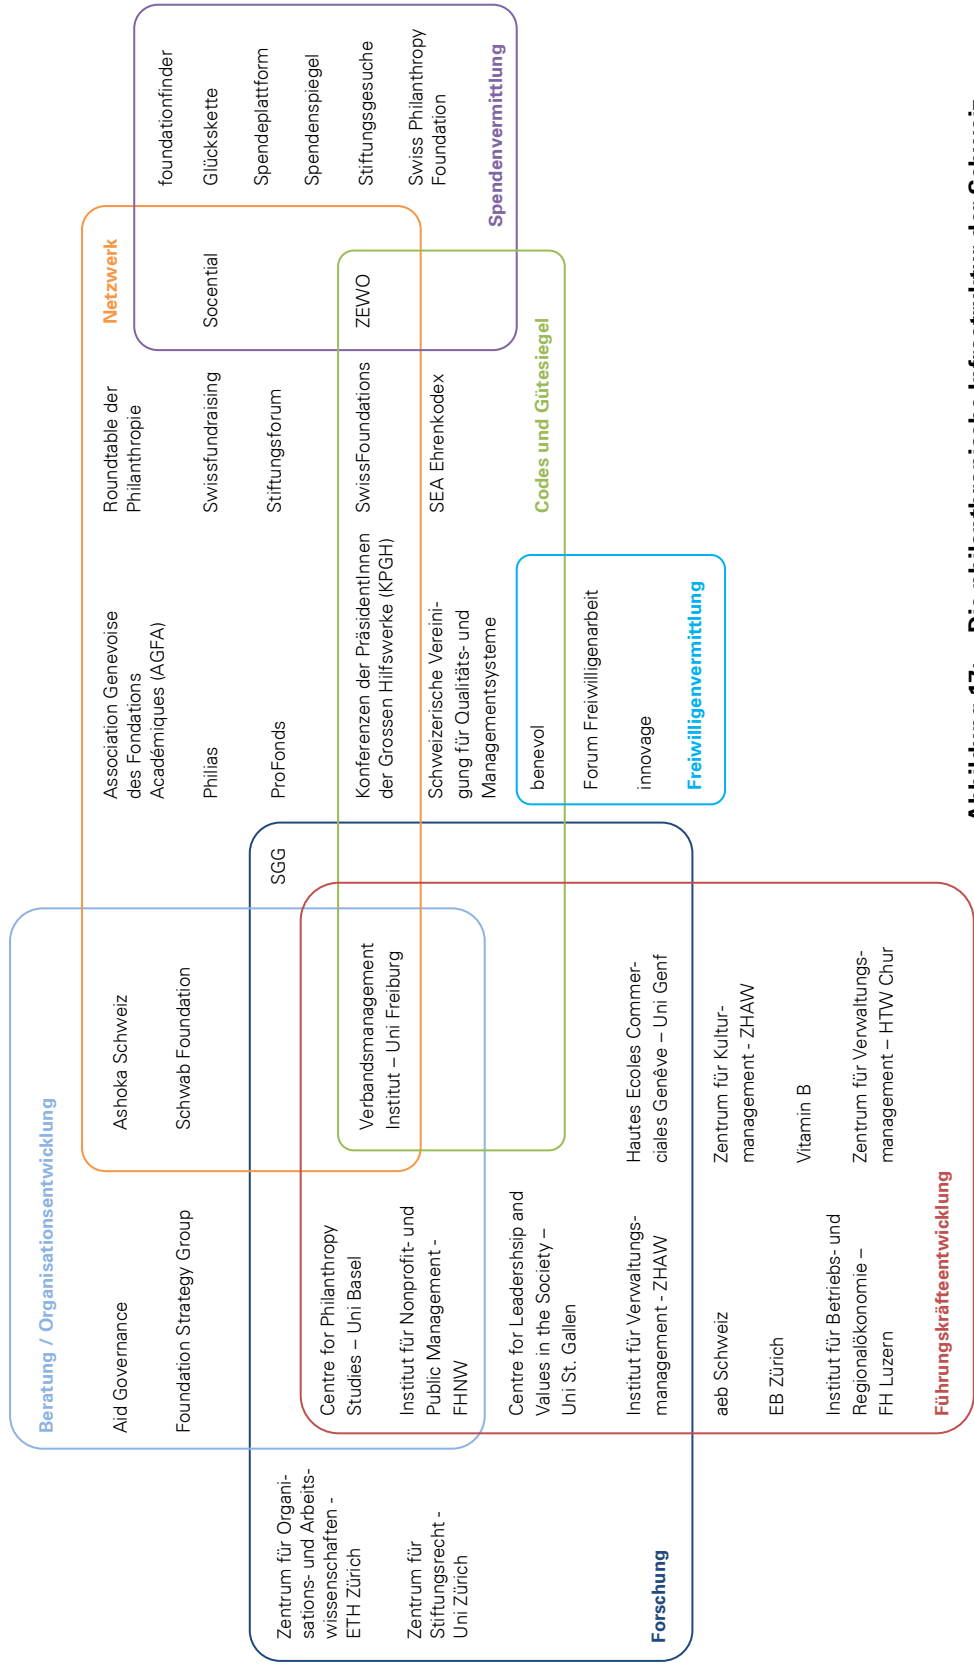 Beratung / Organisationsentwicklung
Aid Governance
Foundation Strategy Group
Ashoka Schweiz
Schwab Foundation
Netzwerk
Association Genevoise
des Fondations
Académiques (AGFA)
Philias
ProFonds
Roundtable der
Philanthropie
Swissfundraising
Stiftungsforum
Socential
foundationfinder
Glückskette
Spendeplattform
Spendenspiegel
Stiftungsgesuche
Swiss Philanthropy
Foundation
Spendenvermittlung
Zentrum für Organi-
sations- und Arbeits-
wissenschaften -
ETH Zürich
Zentrum für
Stiftungsrecht -
Uni Zürich
Forschung
SGG
Centre for Philanthropy
Studies – Uni Basel
Institut für Nonprofit- und
Public Management -
FHNW
Verbandsmanagement
Institut – Uni Freiburg
Konferenzen der PräsidentInnen
der Grossen Hilfswerke (KPGH)
SwissFoundations
ZEWO
Schweizerische Vereini-
gung für Qualitäts- und
Managementsysteme
SEA Ehrenkodex
Codes und Gütesiegel
benevol
Forum Freiwilligenarbeit
innovage
Freiwilligenvermittlung
Centre for Leadershsip and
Values in the Society –
Uni St. Gallen
Institut für Verwaltungs-
management - ZHAW
Hautes Ecoles Commer-
ciales Genêve – Uni Genf
aeb Schweiz
EB Zürich
Institut für Betriebs- und
Regionalökonomie –
FH Luzern
Zentrum für Kultur-
management - ZHAW
Vitamin B
Zentrum für Verwaltungs-
management – HTW Chur
Führungskräfteentwicklung